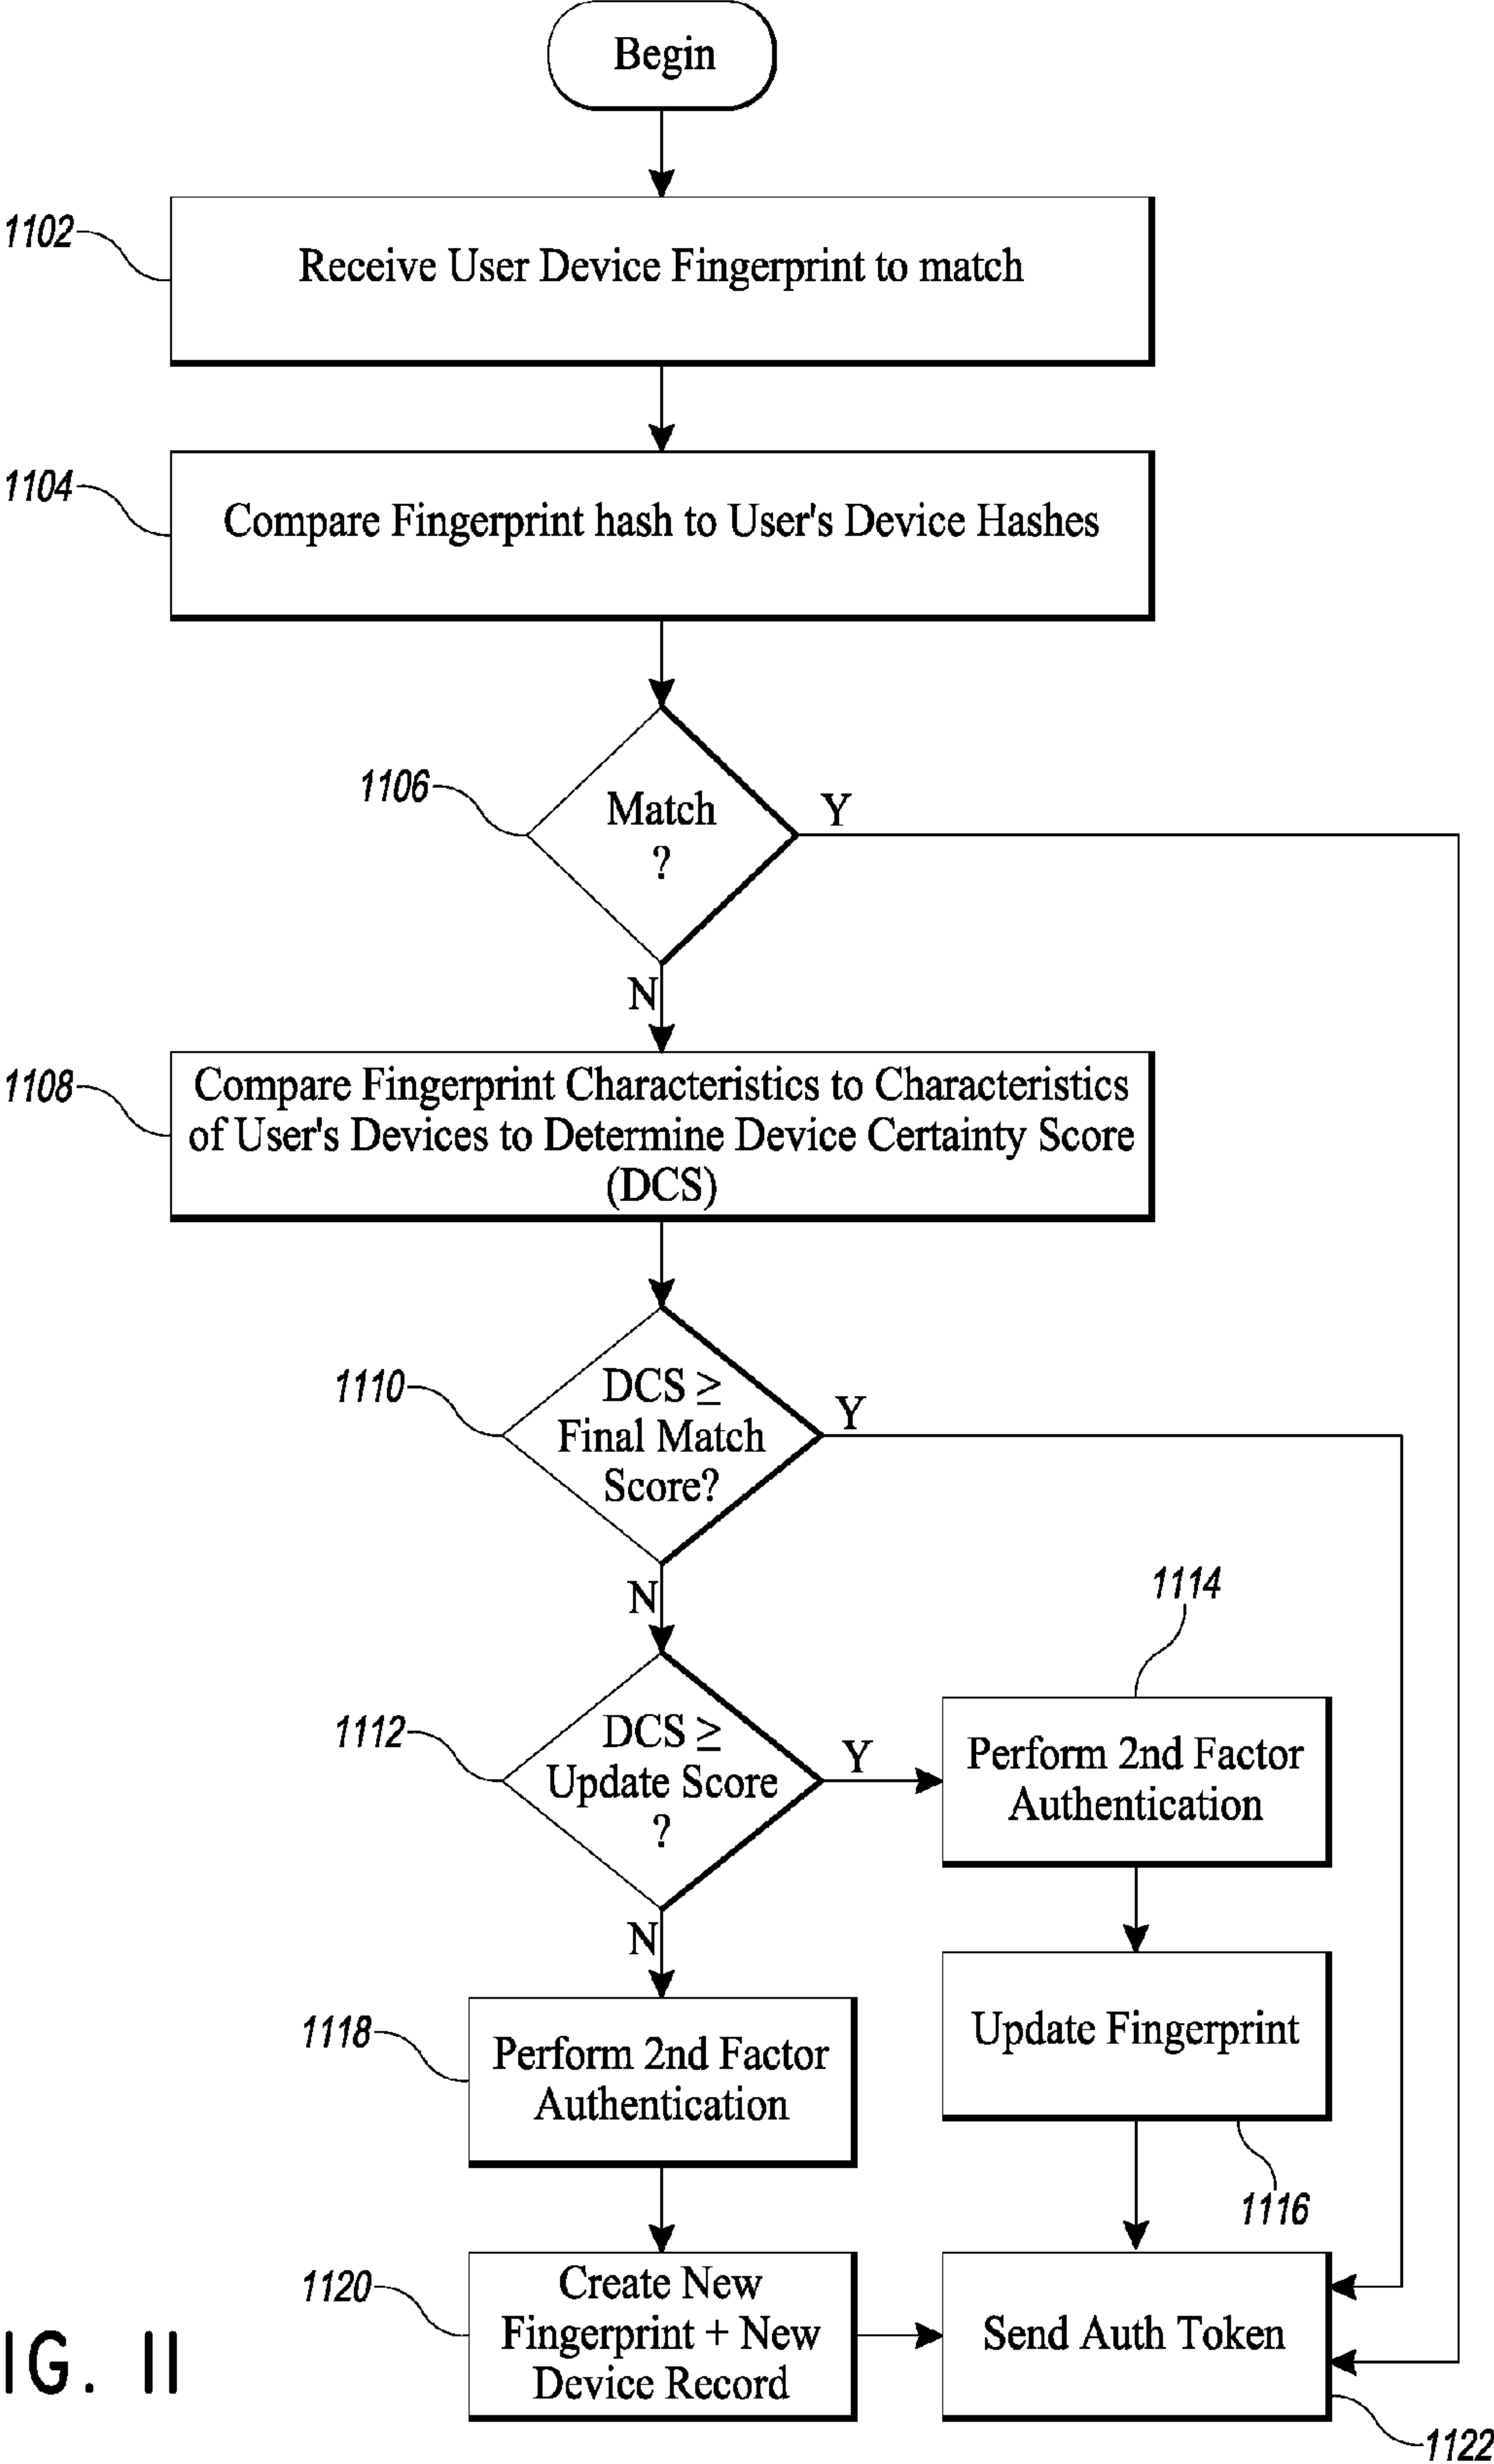 Begin
1102
Receive User Device Fingerprint to match
1104
Compare Fingerprint hash to User's Device Hashes
1106
Match
?
Y
N
1108
Compare Fingerprint Characteristics to Characteristics
of User's Devices to Determine Device Certainty Score
(DCS)
1110
DCS ≥
Final Match
Score?
Y
N
1112
DCS ≥
Update Score
?
Y
1114
Perform 2nd Factor
Authentication
N
1118
Perform 2nd Factor
Authentication
Update Fingerprint
1116
1120
Create New
Fingerprint + New
Device Record
Send Auth Token
1122
IG. 11